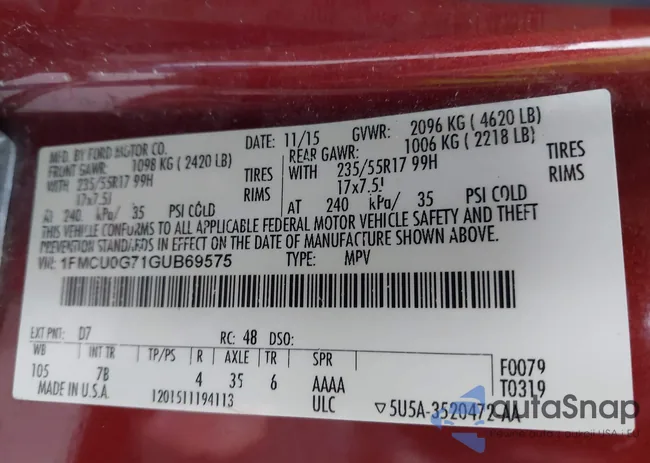 MFD. BY FORD MOTOR CO. DATE: 11/15 GVWR: 2096 KG ( 4620 LB)
FRONT GAWR: 1098 KG ( 2420 LB) REAR GAWR: 1006 KG ( 2218 LB)
WITH 235/55R17 99H TIRES WITH 235/55R17 99H TIRES
17x7.5J RIMS 17x7.5J RIMS
AT 240 kPa/ 35 PSI COLD AT 240 kPa/ 35 PSI COLD
THIS VEHICLE CONFORMS TO ALL APPLICABLE FEDERAL MOTOR VEHICLE SAFETY AND THEFT
PREVENTION STANDARDS IN EFFECT ON THE DATE OF MANUFACTURE SHOWN ABOVE.
VIN: 1FMCU0G71GUB69575 TYPE: MPV
EXT PNT: D7 RC: 48 DSO:
WB INT TR TP/PS R AXLE TR SPR F0079
105 7B 4 35 6 AAAA T0319
MADE IN U.S.A. 1201511194113 ULC ▽5U5A-3520472-AA
autoSnap